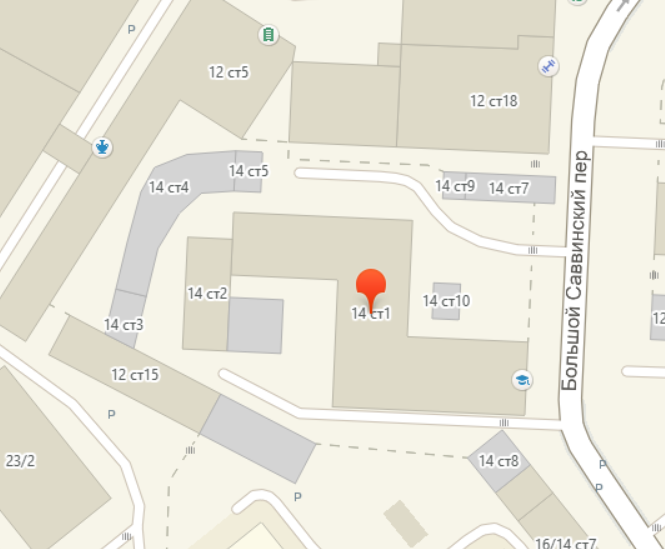 P
12 ст5
12 ст18
14 ст5
14 ст4
14 ст9
14 ст7
Большой Саввинский пер
14 ст2
14 ст10
14 ст1
14 ст3
12
12 ст15
P
23/2
14 ст8
P
P
P
16/14 ст7